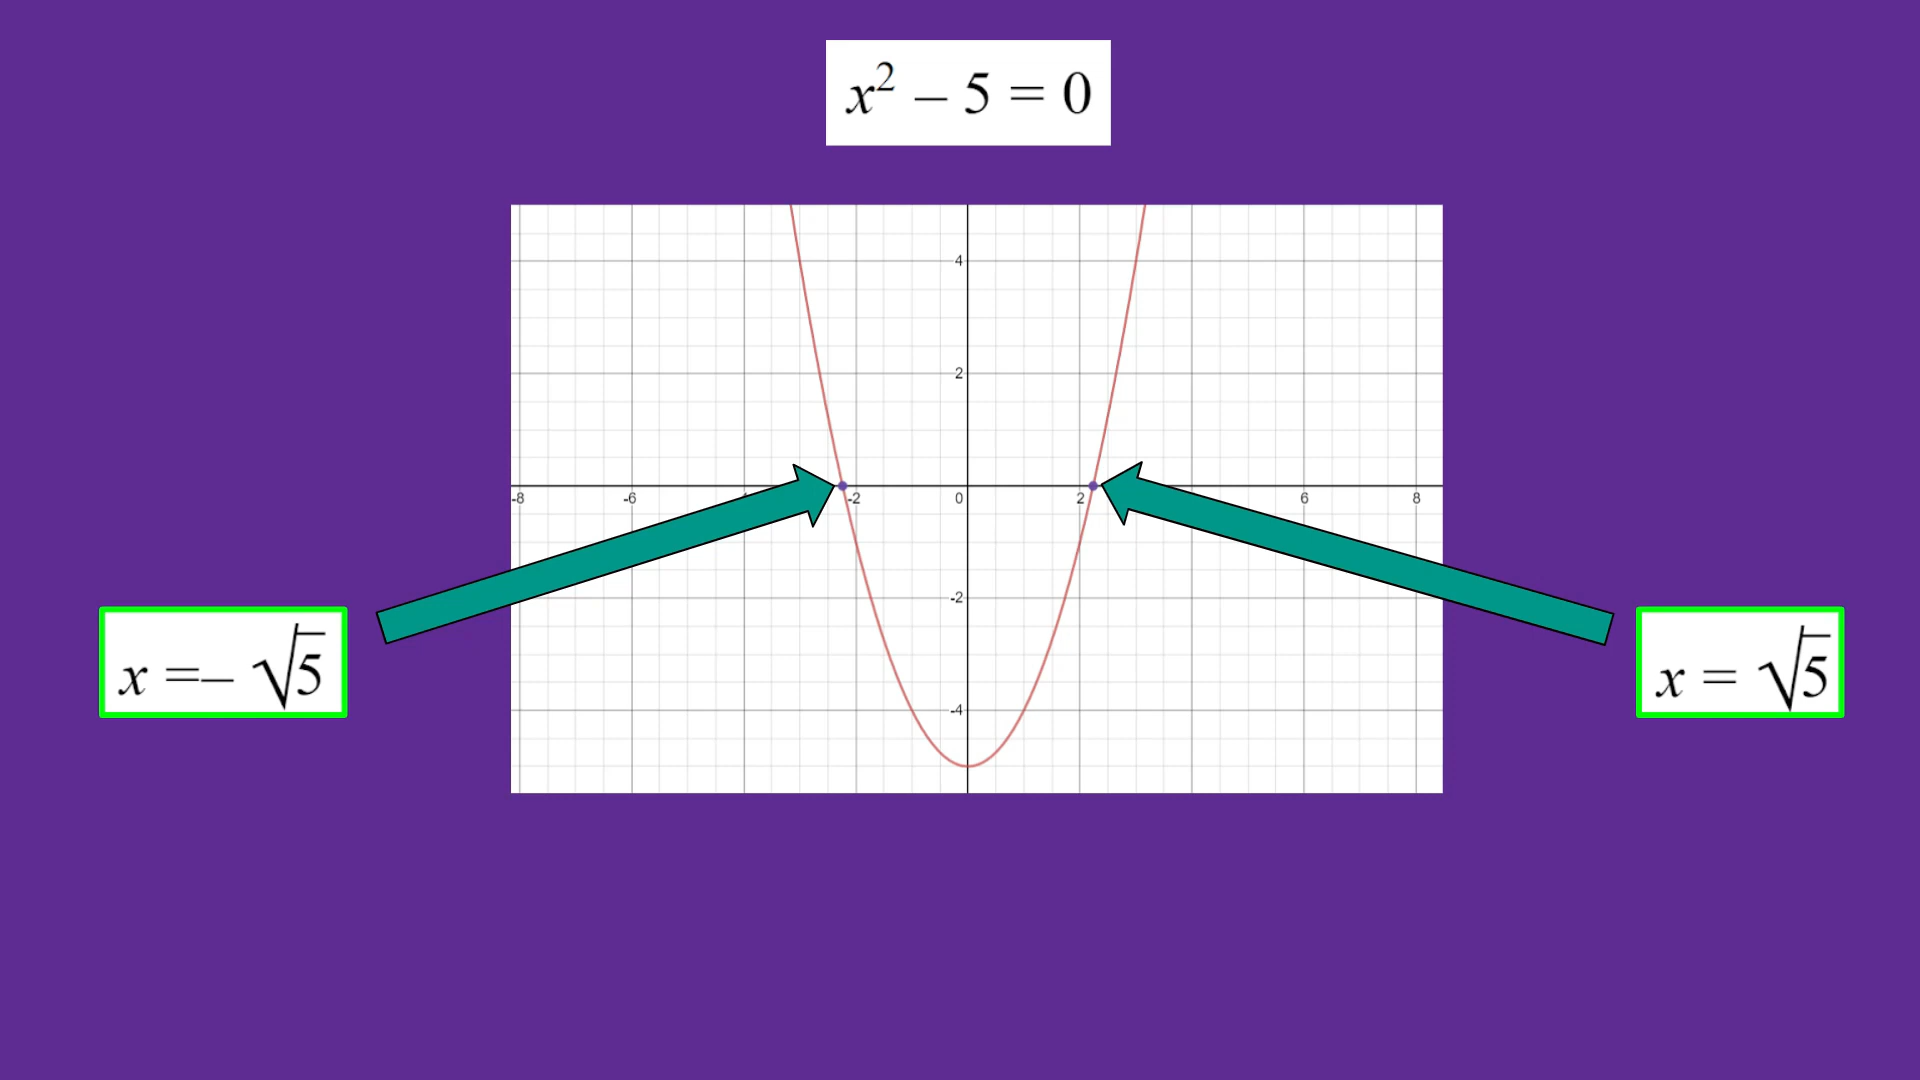 x² – 5 = 0
4
2
-8 -6 -2 0 2 6 8
-2
x =– √5
x = √5
-4